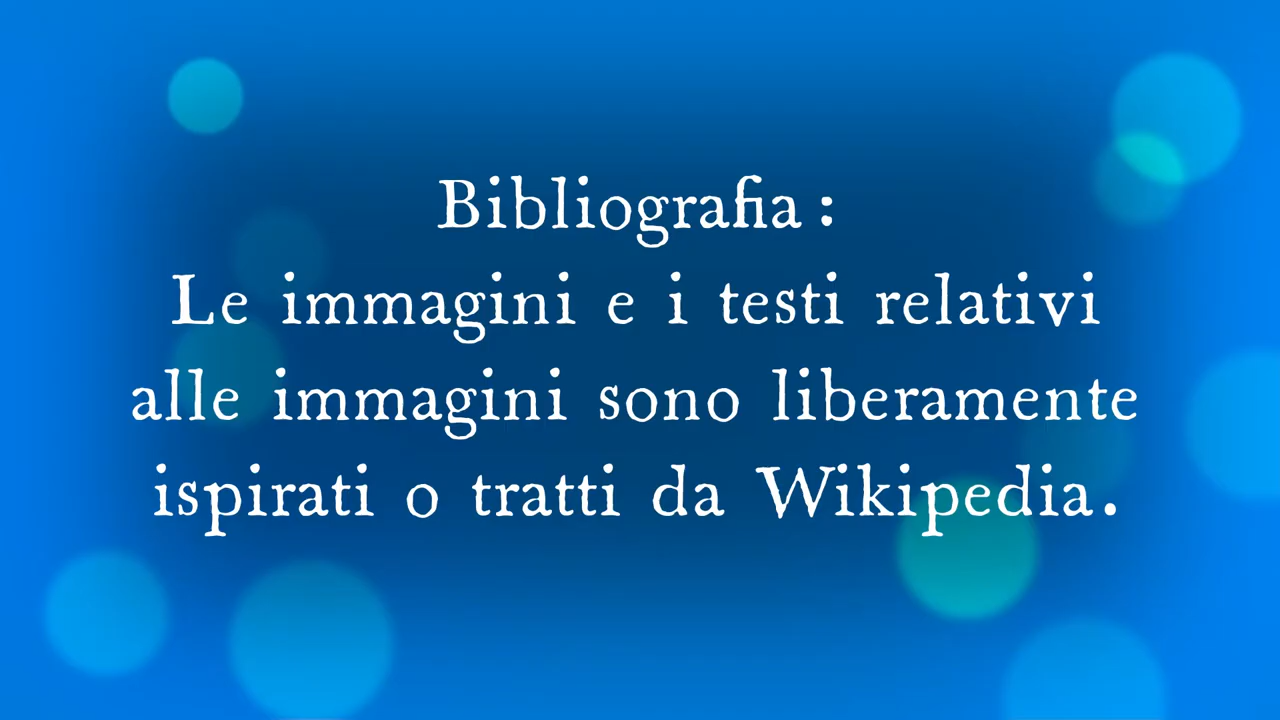 Bibliografia :
Le immagini e i testi relativi
alle immagini sono liberamente
ispirati o tratti da Wikipedia.